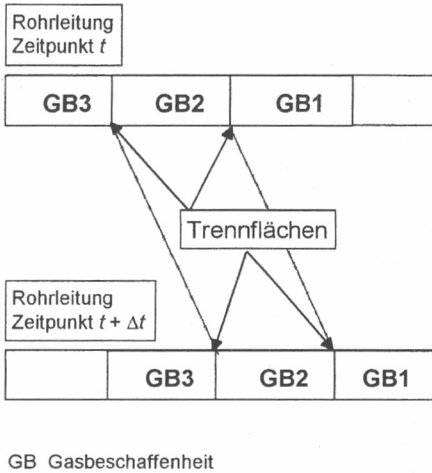 Rohrleitung
Zeitpunkt t
GB3 GB2 GB1
Trennflächen
Rohrleitung
Zeitpunkt t + Δt
GB3 GB2 GB1
GB Gasbeschaffenheit